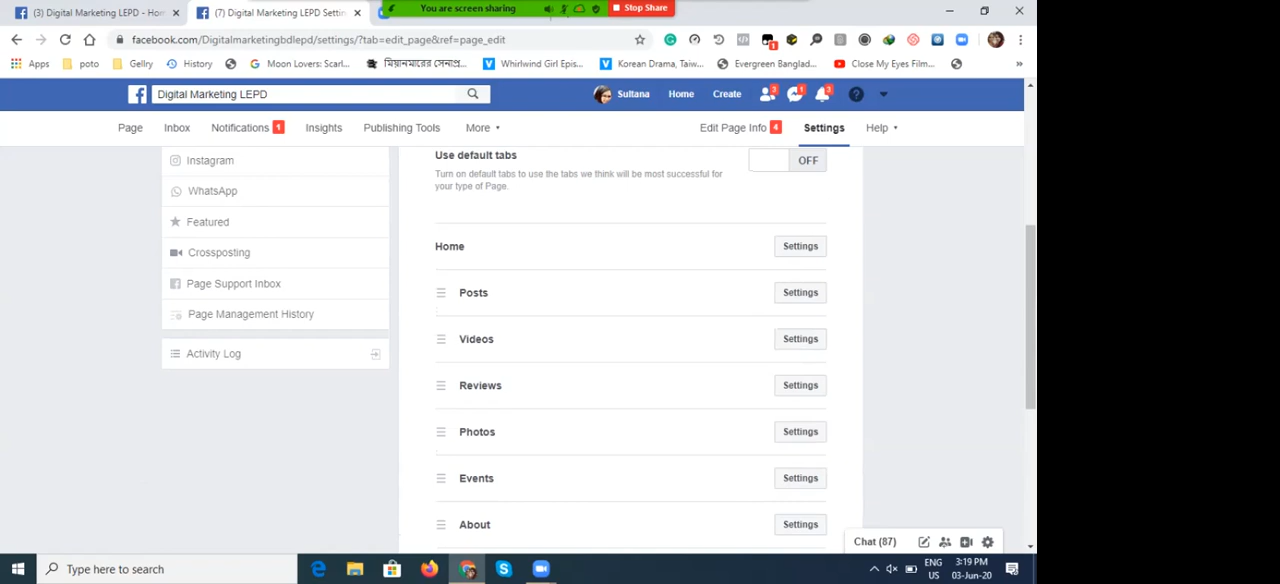 (3) Digital Marketing LEPD - Hom
(7) Digital Marketing LEPD Settin
You are screen sharing
Stop Share
facebook.com/Digitalmarketingbdlepd/settings/?tab=edit_page&ref=page_edit
Apps
poto
Gellry
History
Moon Lovers: Scarl...
মিয়ানমারের সেনাপ্র...
Whirlwind Girl Epis...
Korean Drama, Taiw...
Evergreen Banglad...
Close My Eyes Film...
»
Digital Marketing LEPD
Sultana
Home
Create
3
1
3
Page
Inbox
Notifications 1
Insights
Publishing Tools
More
Edit Page Info 4
Settings
Help
Instagram
WhatsApp
Featured
Crossposting
Page Support Inbox
Page Management History
Activity Log
Use default tabs
OFF
Turn on default tabs to use the tabs we think will be most successful for
your type of Page.
Home
Settings
Posts
Settings
Videos
Settings
Reviews
Settings
Photos
Settings
Events
Settings
About
Settings
Chat (87)
Type here to search
ENG
US
3:19 PM
03-Jun-20